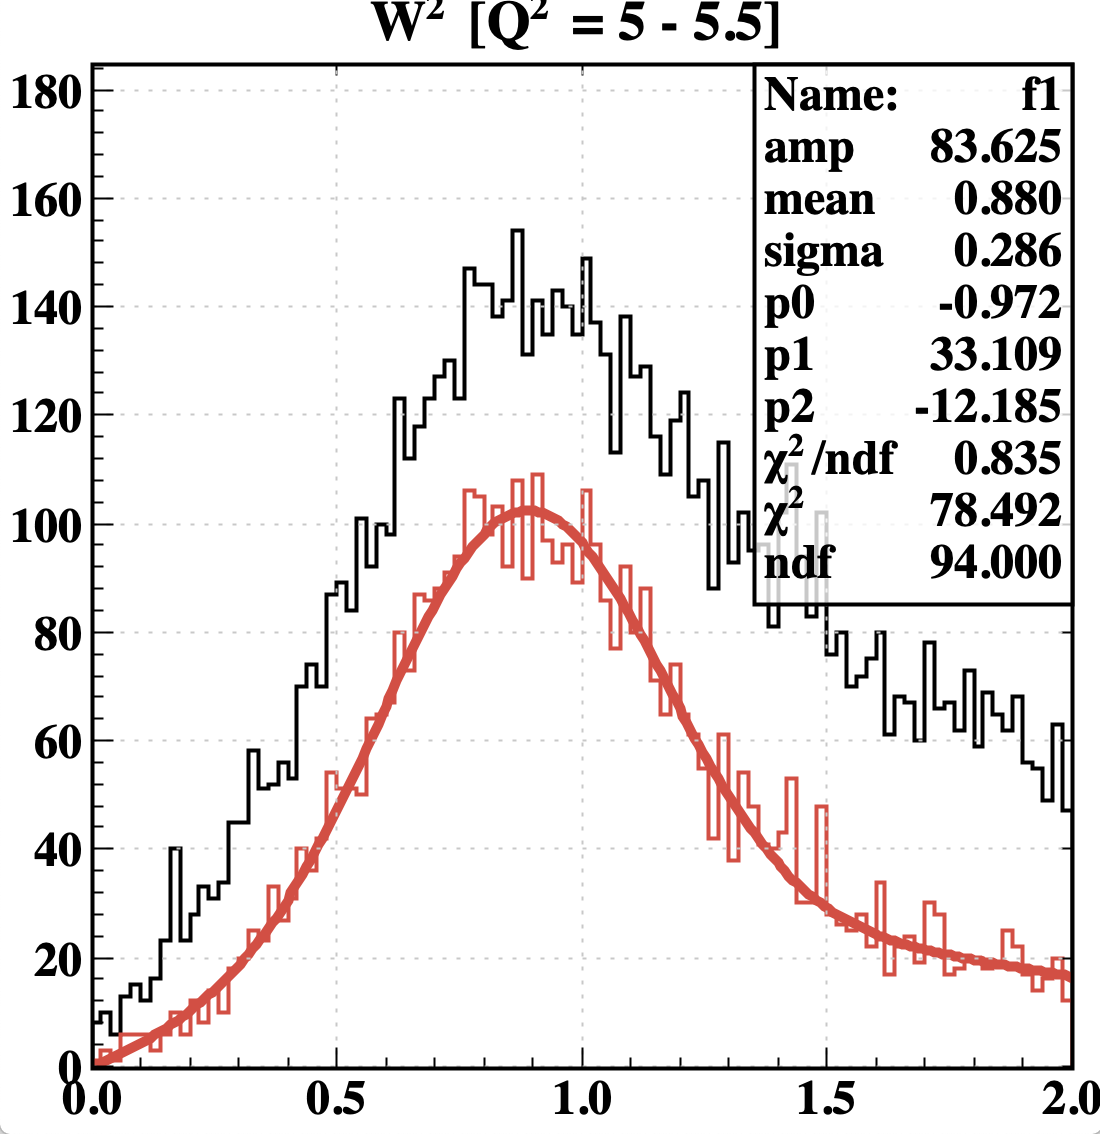 W² [Q² = 5 - 5.5]
Name: f1
amp 83.625
mean 0.880
sigma 0.286
p0 -0.972
p1 33.109
p2 -12.185
χ²/ndf 0.835
χ² 78.492
ndf 94.000
180
160
140
120
100
80
60
40
20
0
0.0 0.5 1.0 1.5 2.0